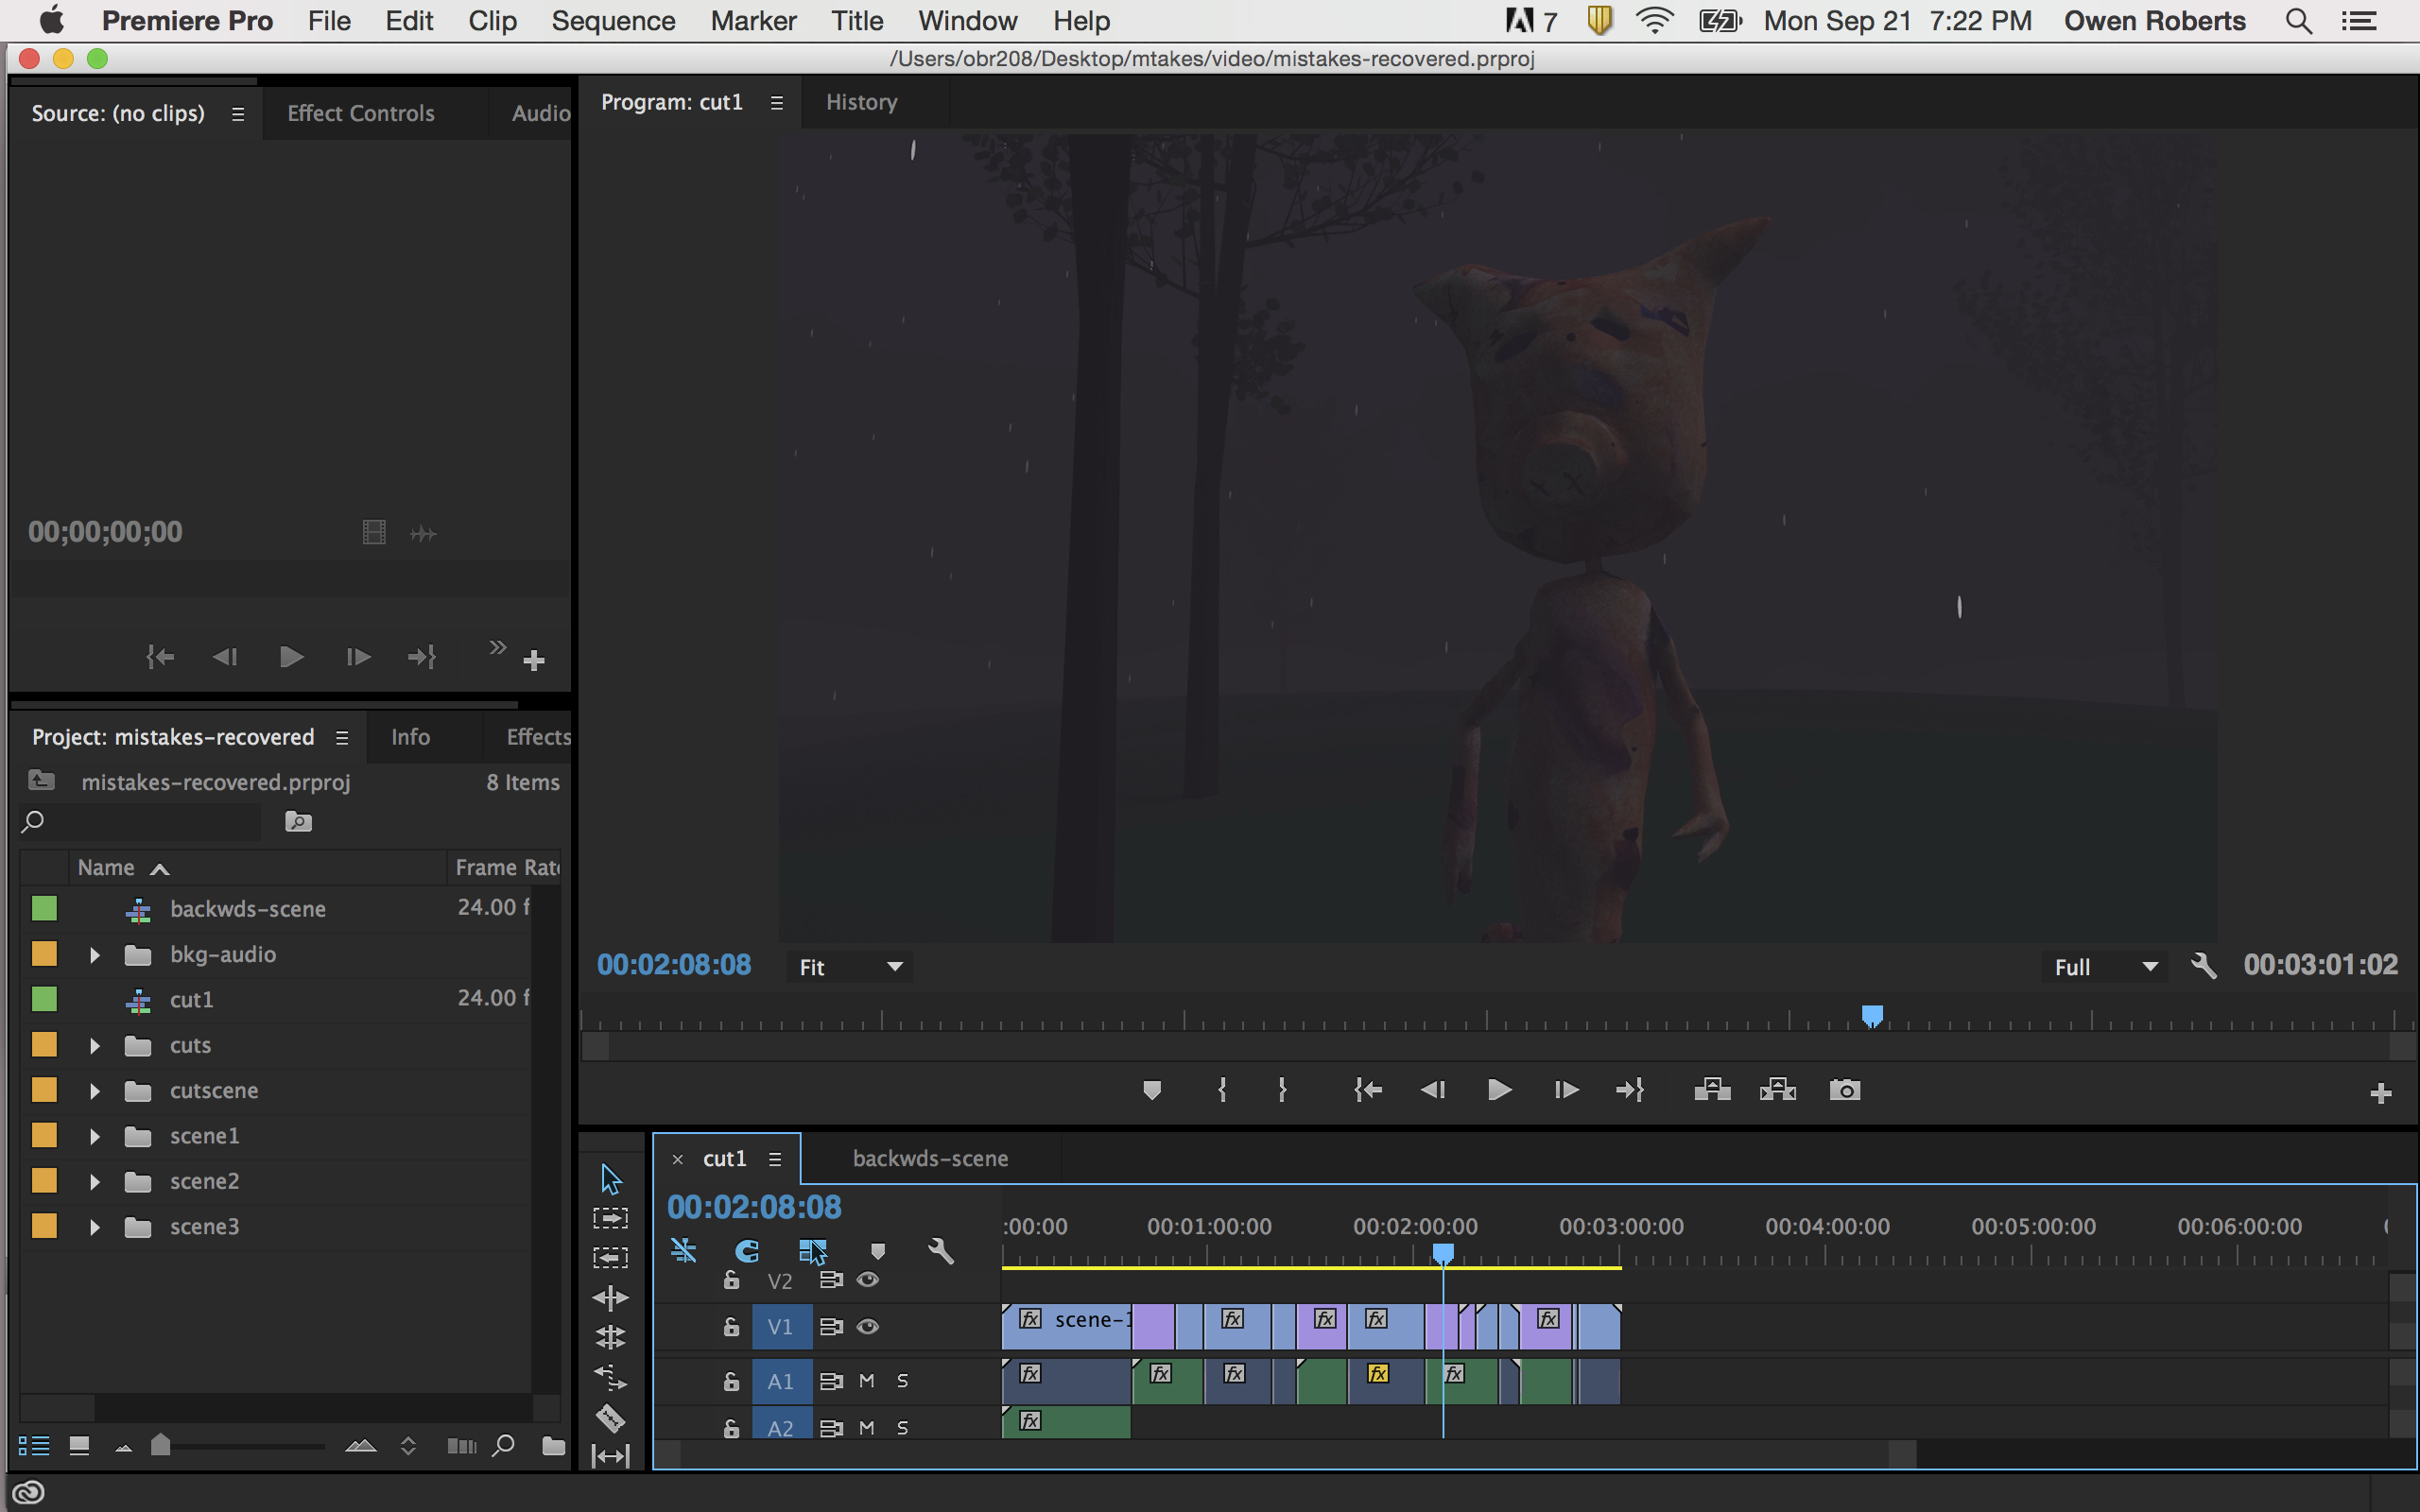 Premiere Pro File Edit Clip Sequence Marker Title Window Help 7 Mon Sep 21 7:22 PM Owen Roberts
/Users/obr208/Desktop/mtakes/video/mistakes-recovered.prproj
Source: (no clips) Effect Controls Audio
Program: cut1 History
00;00;00;00
Project: mistakes-recovered Info Effects
mistakes-recovered.prproj 8 Items
Name Frame Rat
backwds-scene 24.00 f
bkg-audio
cut1 24.00 f
cuts
cutscene
scene1
scene2
scene3
00:02:08:08 Fit Full 00:03:01:02
× cut1 backwds-scene
00:02:08:08
:00:00 00:01:00:00 00:02:00:00 00:03:00:00 00:04:00:00 00:05:00:00 00:06:00:00
V2
V1 fx scene-1 fx fx fx fx
A1 M S fx fx fx fx fx
A2 M S fx